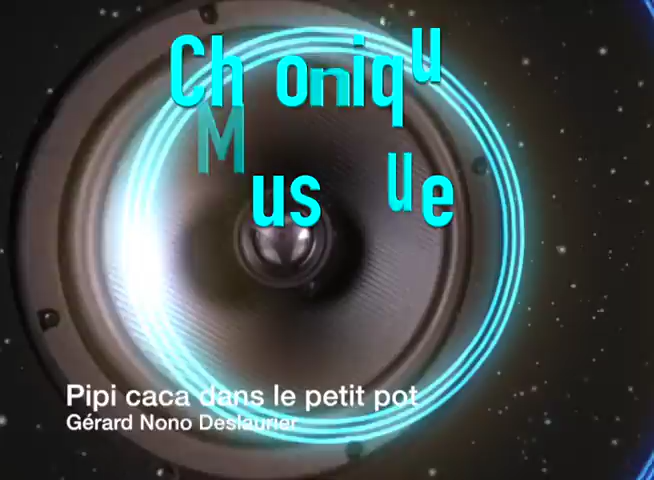 Ch oniqu
M
us ue
Pipi caca dans le petit pot
Gérard Nono Deslaurier